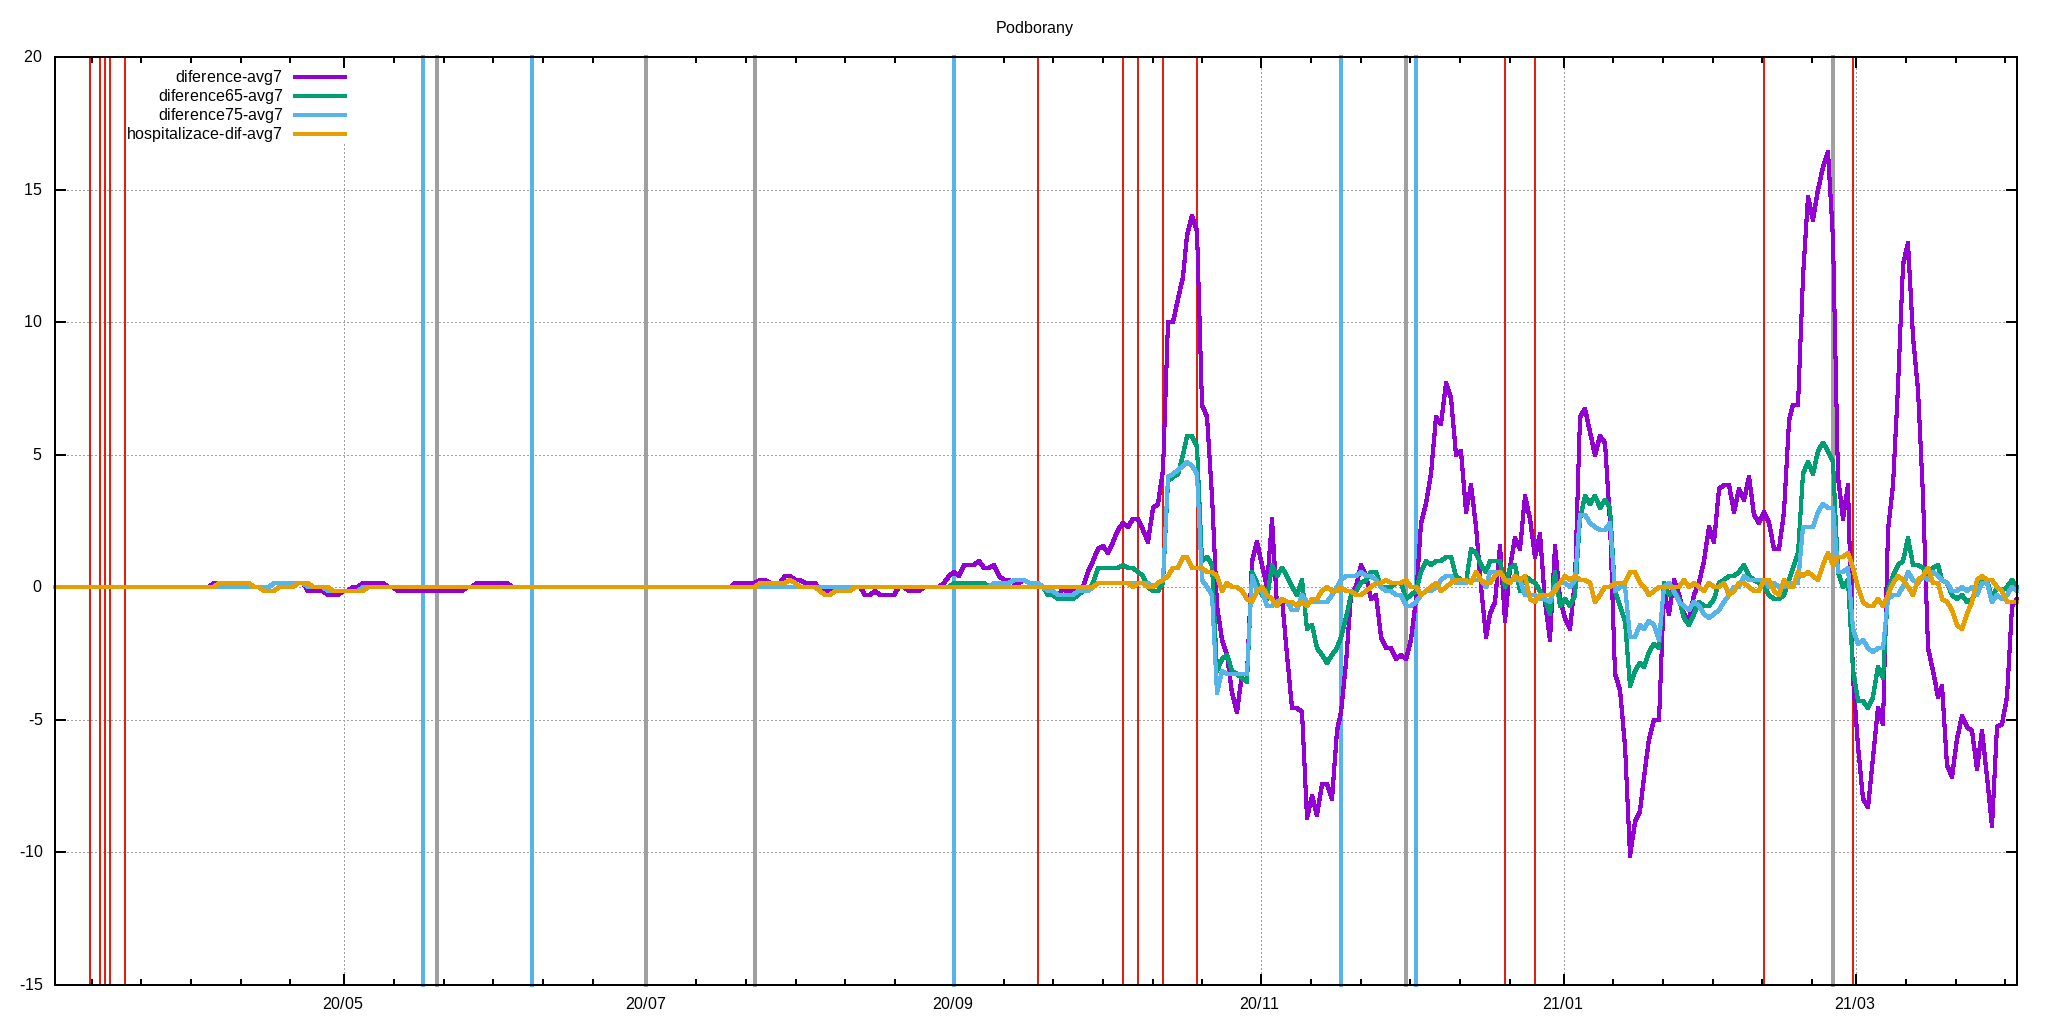 Podborany
20
diference-avg7
diference65-avg7
diference75-avg7
hospitalizace-dif-avg7
15
10
5
0
-5
-10
-15
20/05 20/07 20/09 20/11 21/01 21/03